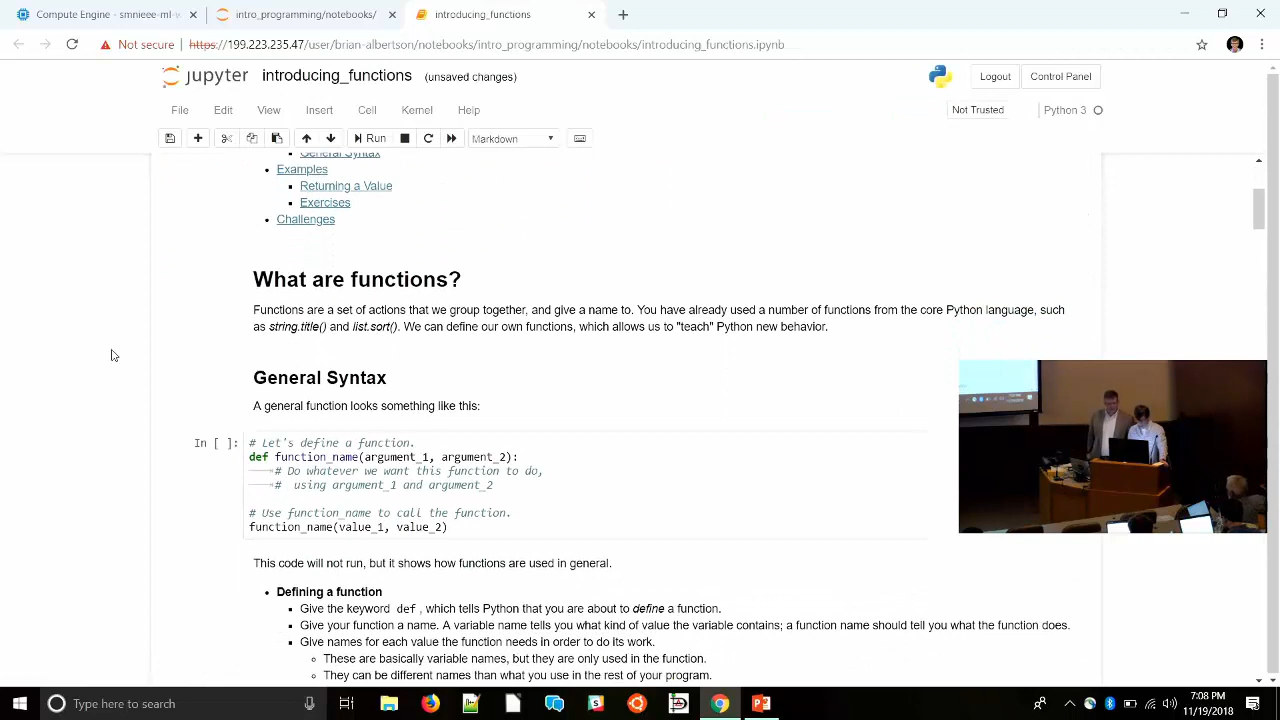 Compute Engine - smnieee-ml-v
intro_programming/notebooks/
introducing_functions
Not secure
https://199.223.235.47/user/brian-albertson/notebooks/intro_programming/notebooks/introducing_functions.ipynb
jupyter
introducing_functions
(unsaved changes)
Logout
Control Panel
File
Edit
View
Insert
Cell
Kernel
Help
Not Trusted
Python 3
Run
Markdown
General Syntax
Examples
Returning a Value
Exercises
Challenges
What are functions?
Functions are a set of actions that we group together, and give a name to. You have already used a number of functions from the core Python language, such
as string.title() and list.sort(). We can define our own functions, which allows us to "teach" Python new behavior.
General Syntax
A general function looks something like this:
In [ ]:
# Let's define a function.
def function_name(argument_1, argument_2):
# Do whatever we want this function to do,
#  using argument_1 and argument_2
# Use function_name to call the function.
function_name(value_1, value_2)
This code will not run, but it shows how functions are used in general.
Defining a function
Give the keyword def , which tells Python that you are about to define a function.
Give your function a name. A variable name tells you what kind of value the variable contains; a function name should tell you what the function does.
Give names for each value the function needs in order to do its work.
These are basically variable names, but they are only used in the function.
They can be different names than what you use in the rest of your program.
Type here to search
7:08 PM
11/19/2018